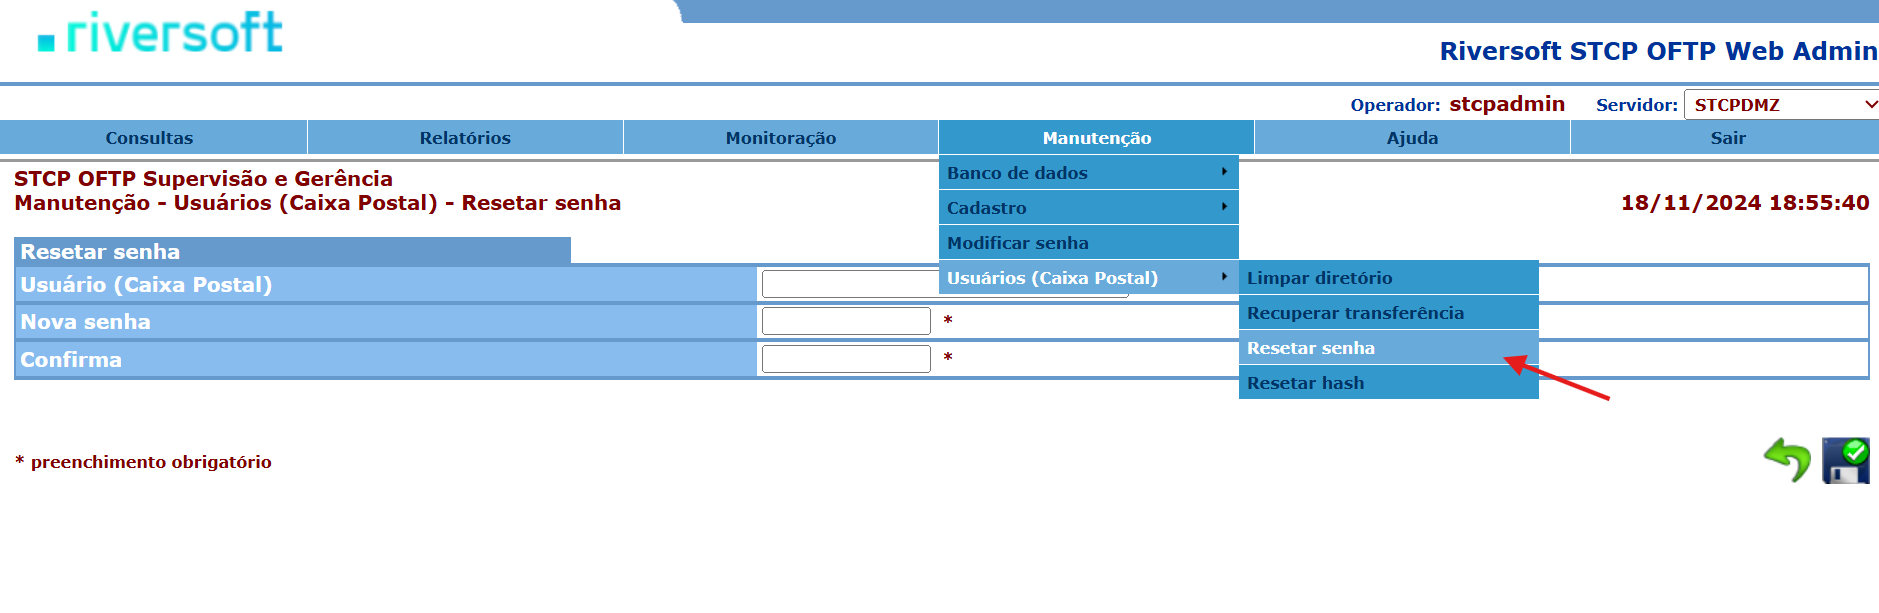 riversoft
Riversoft STCP OFTP Web Admin
Operador: stcpadmin Servidor: STCPDMZ
Consultas Relatórios Monitoração Manutenção Ajuda Sair
STCP OFTP Supervisão e Gerência
Manutenção - Usuários (Caixa Postal) - Resetar senha
18/11/2024 18:55:40
Banco de dados
Cadastro
Modificar senha
Usuários (Caixa Postal)
Limpar diretório
Recuperar transferência
Resetar senha
Resetar hash
Resetar senha
Usuário (Caixa Postal)
Nova senha *
Confirma *
* preenchimento obrigatório